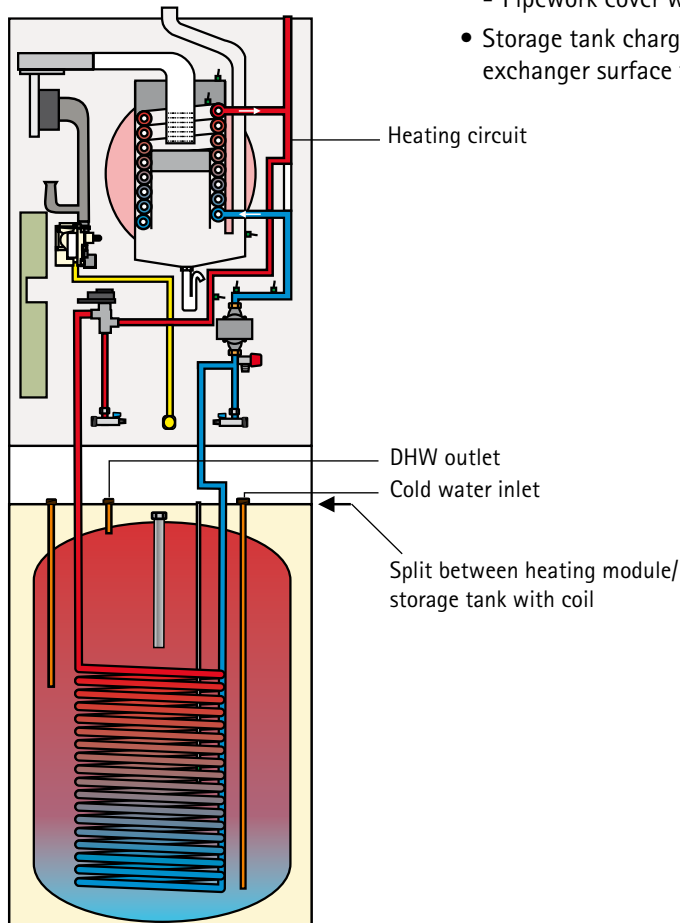 - Pipework cover w
• Storage tank charg
exchanger surface
Heating circuit
DHW outlet
Cold water inlet
Split between heating module/
storage tank with coil